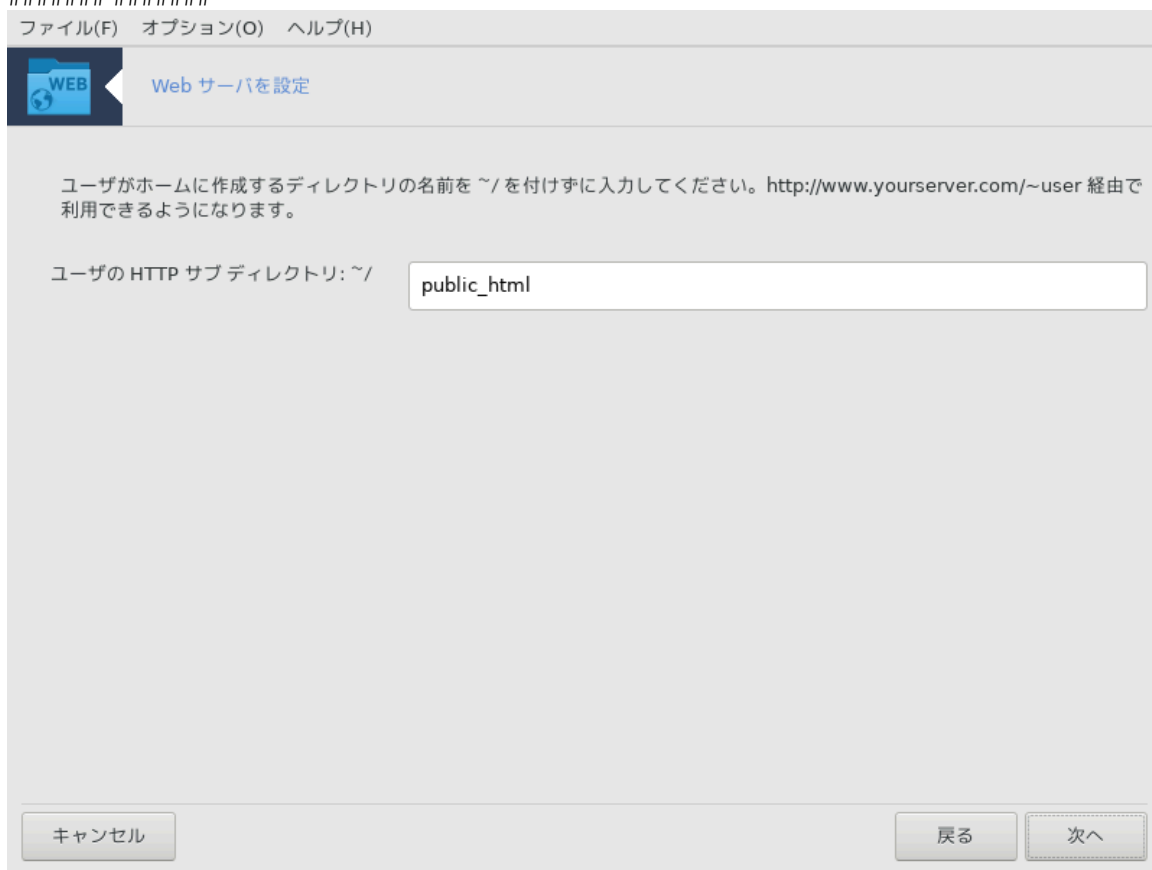 ファイル(F) オプション(O) ヘルプ(H)
WEB
Web サーバを設定
ユーザがホームに作成するディレクトリの名前を ~/ を付けずに入力してください。http://www.yourserver.com/~user 経由で
利用できるようになります。
ユーザの HTTP サブ ディレクトリ: ~/ public_html
キャンセル 戻る 次へ